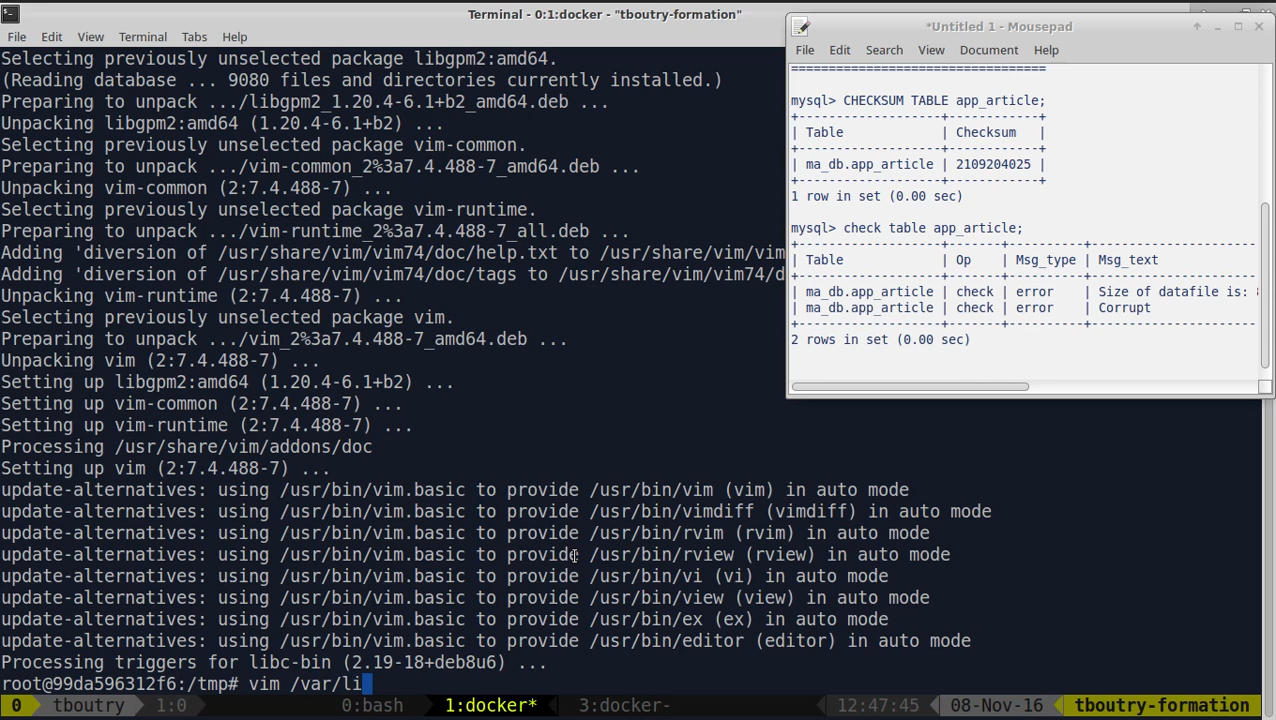 Terminal - 0:1:docker - "tboutry-formation"
File Edit View Terminal Tabs Help
Selecting previously unselected package libgpm2:amd64.
(Reading database ... 9080 files and directories currently installed.)
Preparing to unpack .../libgpm2_1.20.4-6.1+b2_amd64.deb ...
Unpacking libgpm2:amd64 (1.20.4-6.1+b2) ...
Selecting previously unselected package vim-common.
Preparing to unpack .../vim-common_2%3a7.4.488-7_amd64.deb ...
Unpacking vim-common (2:7.4.488-7) ...
Selecting previously unselected package vim-runtime.
Preparing to unpack .../vim-runtime_2%3a7.4.488-7_all.deb ...
Adding 'diversion of /usr/share/vim/vim74/doc/help.txt to /usr/share/vim/vim
Adding 'diversion of /usr/share/vim/vim74/doc/tags to /usr/share/vim/vim74/d
Unpacking vim-runtime (2:7.4.488-7) ...
Selecting previously unselected package vim.
Preparing to unpack .../vim_2%3a7.4.488-7_amd64.deb ...
Unpacking vim (2:7.4.488-7) ...
Setting up libgpm2:amd64 (1.20.4-6.1+b2) ...
Setting up vim-common (2:7.4.488-7) ...
Setting up vim-runtime (2:7.4.488-7) ...
Processing /usr/share/vim/addons/doc
Setting up vim (2:7.4.488-7) ...
update-alternatives: using /usr/bin/vim.basic to provide /usr/bin/vim (vim) in auto mode
update-alternatives: using /usr/bin/vim.basic to provide /usr/bin/vimdiff (vimdiff) in auto mode
update-alternatives: using /usr/bin/vim.basic to provide /usr/bin/rvim (rvim) in auto mode
update-alternatives: using /usr/bin/vim.basic to provide /usr/bin/rview (rview) in auto mode
update-alternatives: using /usr/bin/vim.basic to provide /usr/bin/vi (vi) in auto mode
update-alternatives: using /usr/bin/vim.basic to provide /usr/bin/view (view) in auto mode
update-alternatives: using /usr/bin/vim.basic to provide /usr/bin/ex (ex) in auto mode
update-alternatives: using /usr/bin/vim.basic to provide /usr/bin/editor (editor) in auto mode
Processing triggers for libc-bin (2.19-18+deb8u6) ...
root@99da596312f6:/tmp# vim /var/li
0 tboutry 1:0 0:bash 1:docker* 3:docker- 12:47:45 08-Nov-16 tboutry-formation
*Untitled 1 - Mousepad
File Edit Search View Document Help
==================================
mysql> CHECKSUM TABLE app_article;
+-------------------+------------+
| Table | Checksum |
+-------------------+------------+
| ma_db.app_article | 2109204025 |
+-------------------+------------+
1 row in set (0.00 sec)
mysql> check table app_article;
+-------------------+-------+----------+----------------------
| Table | Op | Msg_type | Msg_text
+-------------------+-------+----------+----------------------
| ma_db.app_article | check | error | Size of datafile is:
| ma_db.app_article | check | error | Corrupt
+-------------------+-------+----------+----------------------
2 rows in set (0.00 sec)